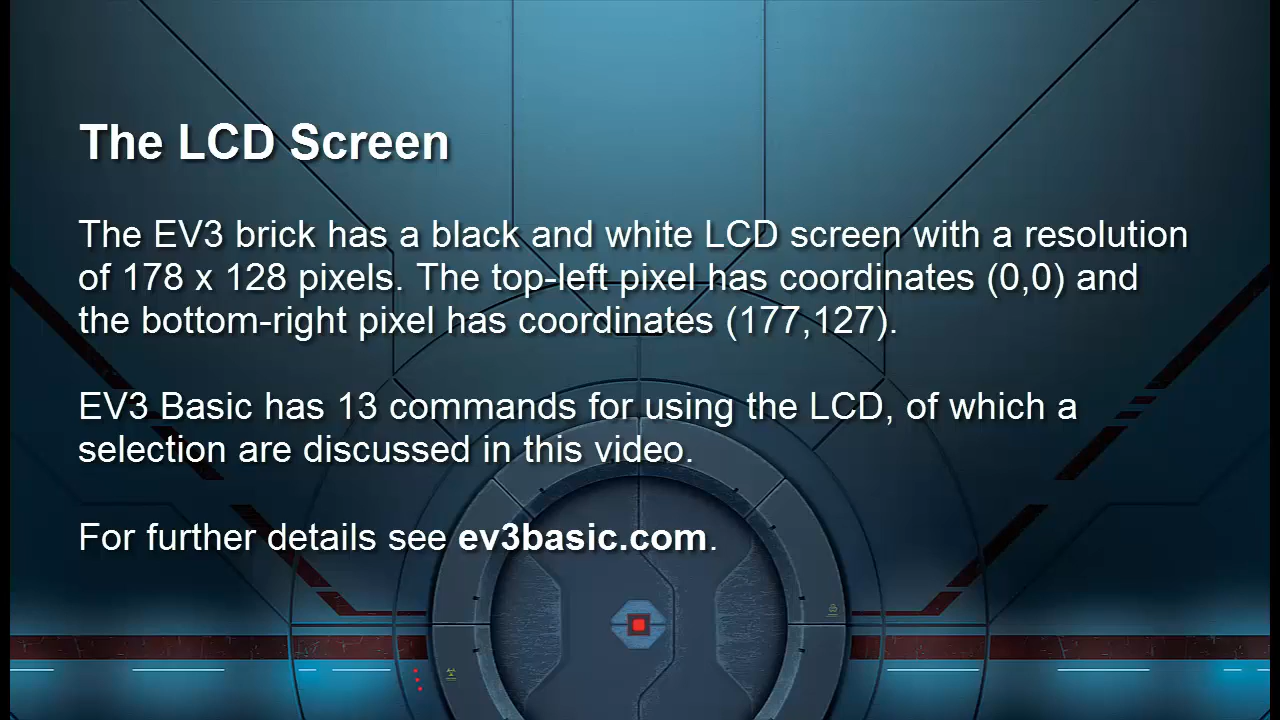 The LCD Screen
The EV3 brick has a black and white LCD screen with a resolution
of 178 x 128 pixels. The top-left pixel has coordinates (0,0) and
the bottom-right pixel has coordinates (177,127).
EV3 Basic has 13 commands for using the LCD, of which a
selection are discussed in this video.
For further details see ev3basic.com.